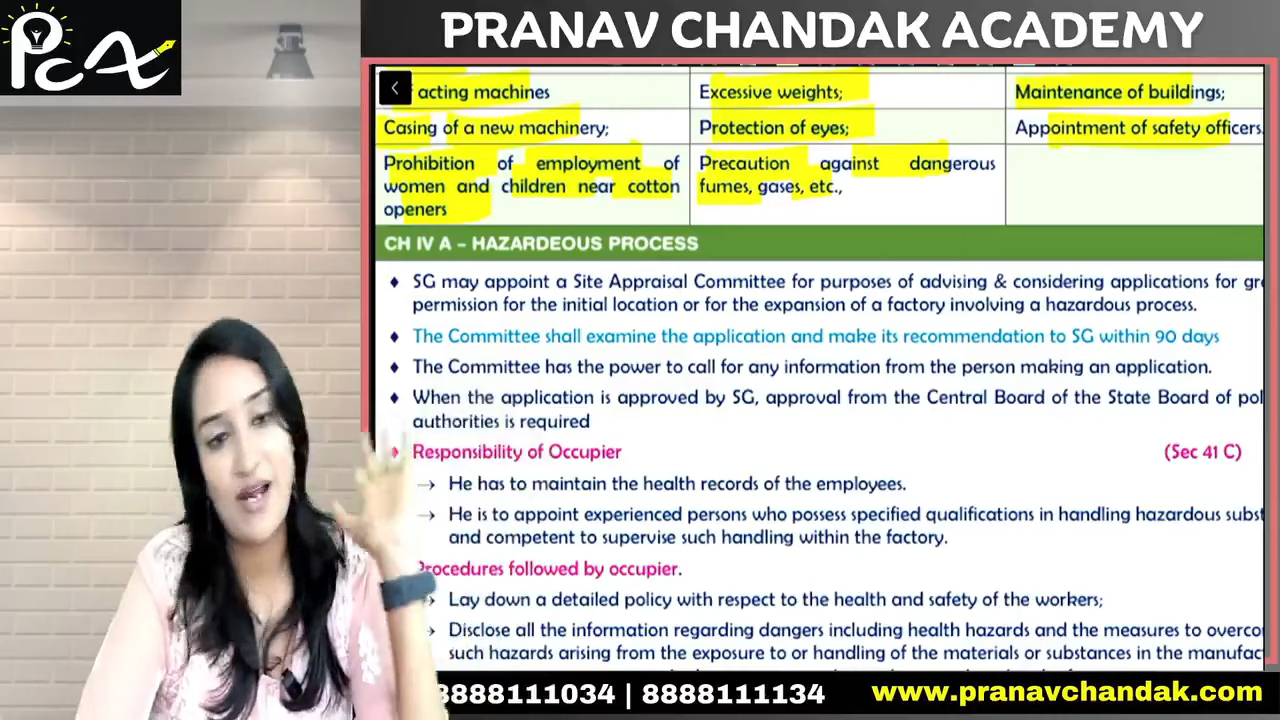 PCA
PRANAV CHANDAK ACADEMY
acting machines
Excessive weights;
Maintenance of buildings;
Casing of a new machinery;
Protection of eyes;
Appointment of safety officers.
Prohibition of employment of
women and children near cotton
openers
Precaution against dangerous
fumes, gases, etc.,
CH IV A – HAZARDEOUS PROCESS
SG may appoint a Site Appraisal Committee for purposes of advising & considering applications for
permission for the initial location or for the expansion of a factory involving a hazardous process.
The Committee shall examine the application and make its recommendation to SG within 90 days
The Committee has the power to call for any information from the person making an application.
When the application is approved by SG, approval from the Central Board of the State Board of
authorities is required
Responsibility of Occupier (Sec 41 C)
→ He has to maintain the health records of the employees.
→ He is to appoint experienced persons who possess specified qualifications in handling hazardous
and competent to supervise such handling within the factory.
Procedures followed by occupier.
→ Lay down a detailed policy with respect to the health and safety of the workers;
→ Disclose all the information regarding dangers including health hazards and the measures to
such hazards arising from the exposure to or handling of the materials or substances in the
8888111034 | 8888111134
www.pranavchandak.com